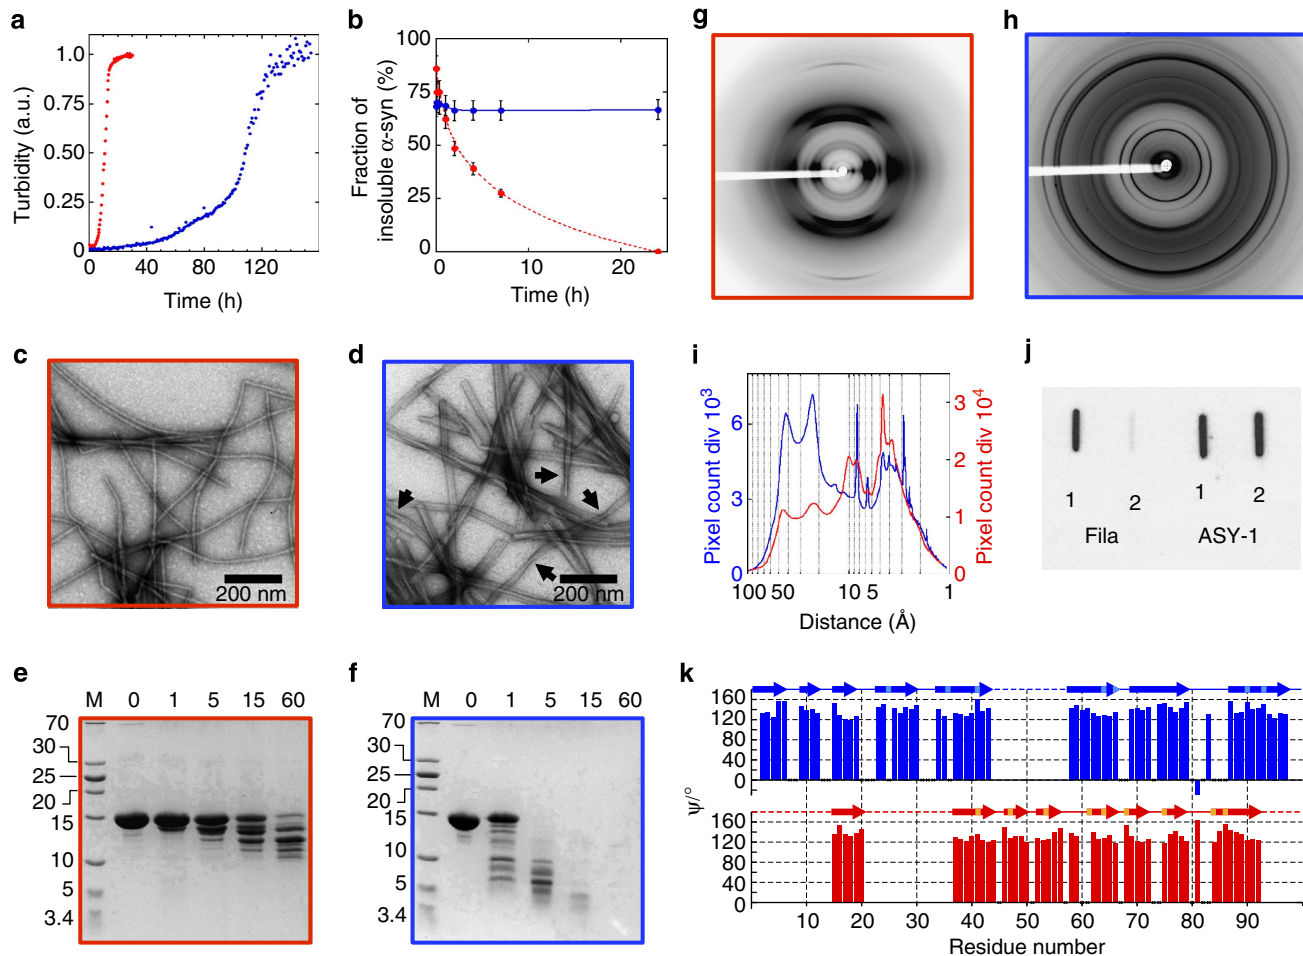 a
1.0
0.75
0.50
0.25
0
Turbidity (a.u.)
0 40 80 120
Time (h)
b
100
75
50
25
0
Fraction of
insoluble α-syn (%)
0 10 20
Time (h)
g
h
c
200 nm
d
200 nm
i
Pixel count div 10³
6
3
0
3
2
1
0
Pixel count div 10⁴
100 50 10 5 1
Distance (Å)
j
1 2 1 2
Fila ASY-1
e
M 0 1 5 15 60
70
30
25
20
15
10
5
3.4
f
M 0 1 5 15 60
70
30
25
20
15
10
5
3.4
k
160
120
80
40
0
ψ/°
160
120
80
40
0
10 20 30 40 50 60 70 80 90
Residue number